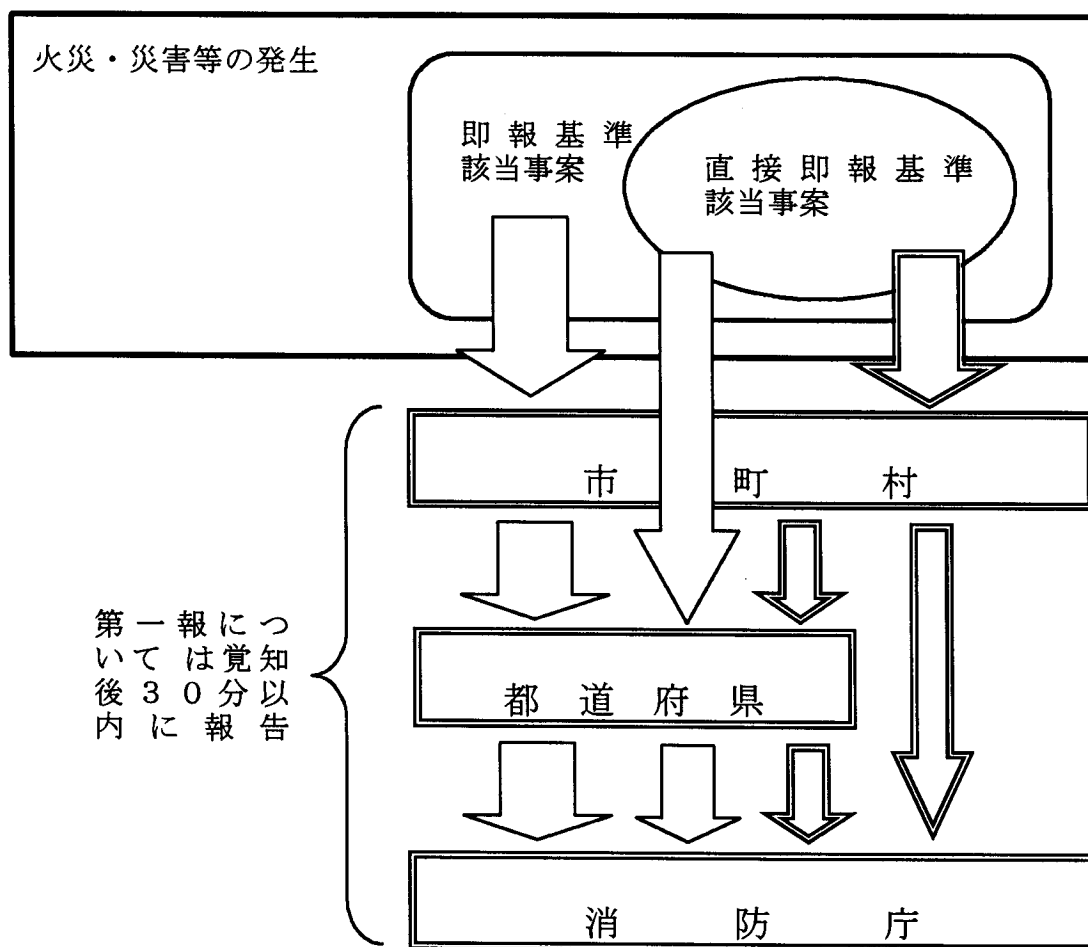 火災・災害等の発生
即報基準
該当事案
直接即報基準
該当事案
市町村
第一報につ
いては覚知
後30分以
内に報告
都道府県
消防庁